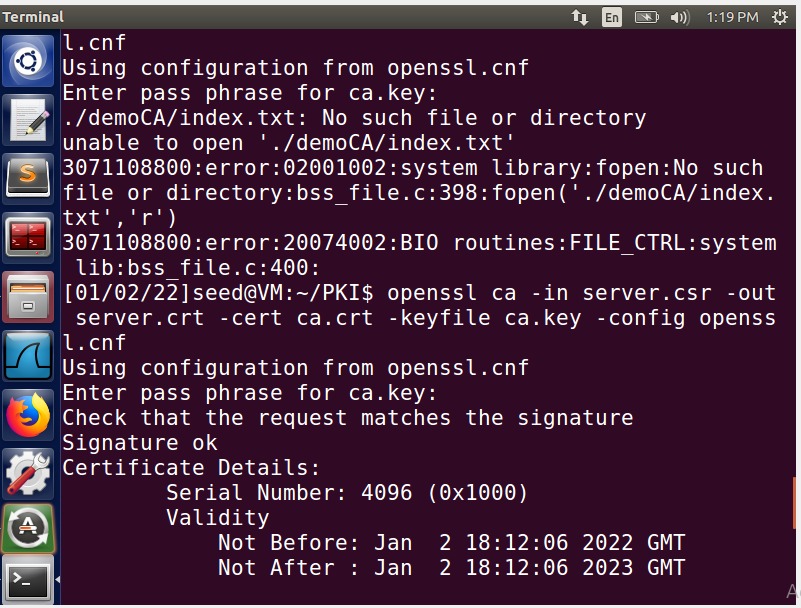 Terminal
En
1:19 PM
l.cnf
Using configuration from openssl.cnf
Enter pass phrase for ca.key:
./demoCA/index.txt: No such file or directory
unable to open './demoCA/index.txt'
3071108800:error:02001002:system library:fopen:No such
file or directory:bss_file.c:398:fopen('./demoCA/index.
txt','r')
3071108800:error:20074002:BIO routines:FILE_CTRL:system
 lib:bss_file.c:400:
[01/02/22]seed@VM:~/PKI$ openssl ca -in server.csr -out
 server.crt -cert ca.crt -keyfile ca.key -config openss
l.cnf
Using configuration from openssl.cnf
Enter pass phrase for ca.key:
Check that the request matches the signature
Signature ok
Certificate Details:
        Serial Number: 4096 (0x1000)
        Validity
            Not Before: Jan  2 18:12:06 2022 GMT
            Not After : Jan  2 18:12:06 2023 GMT